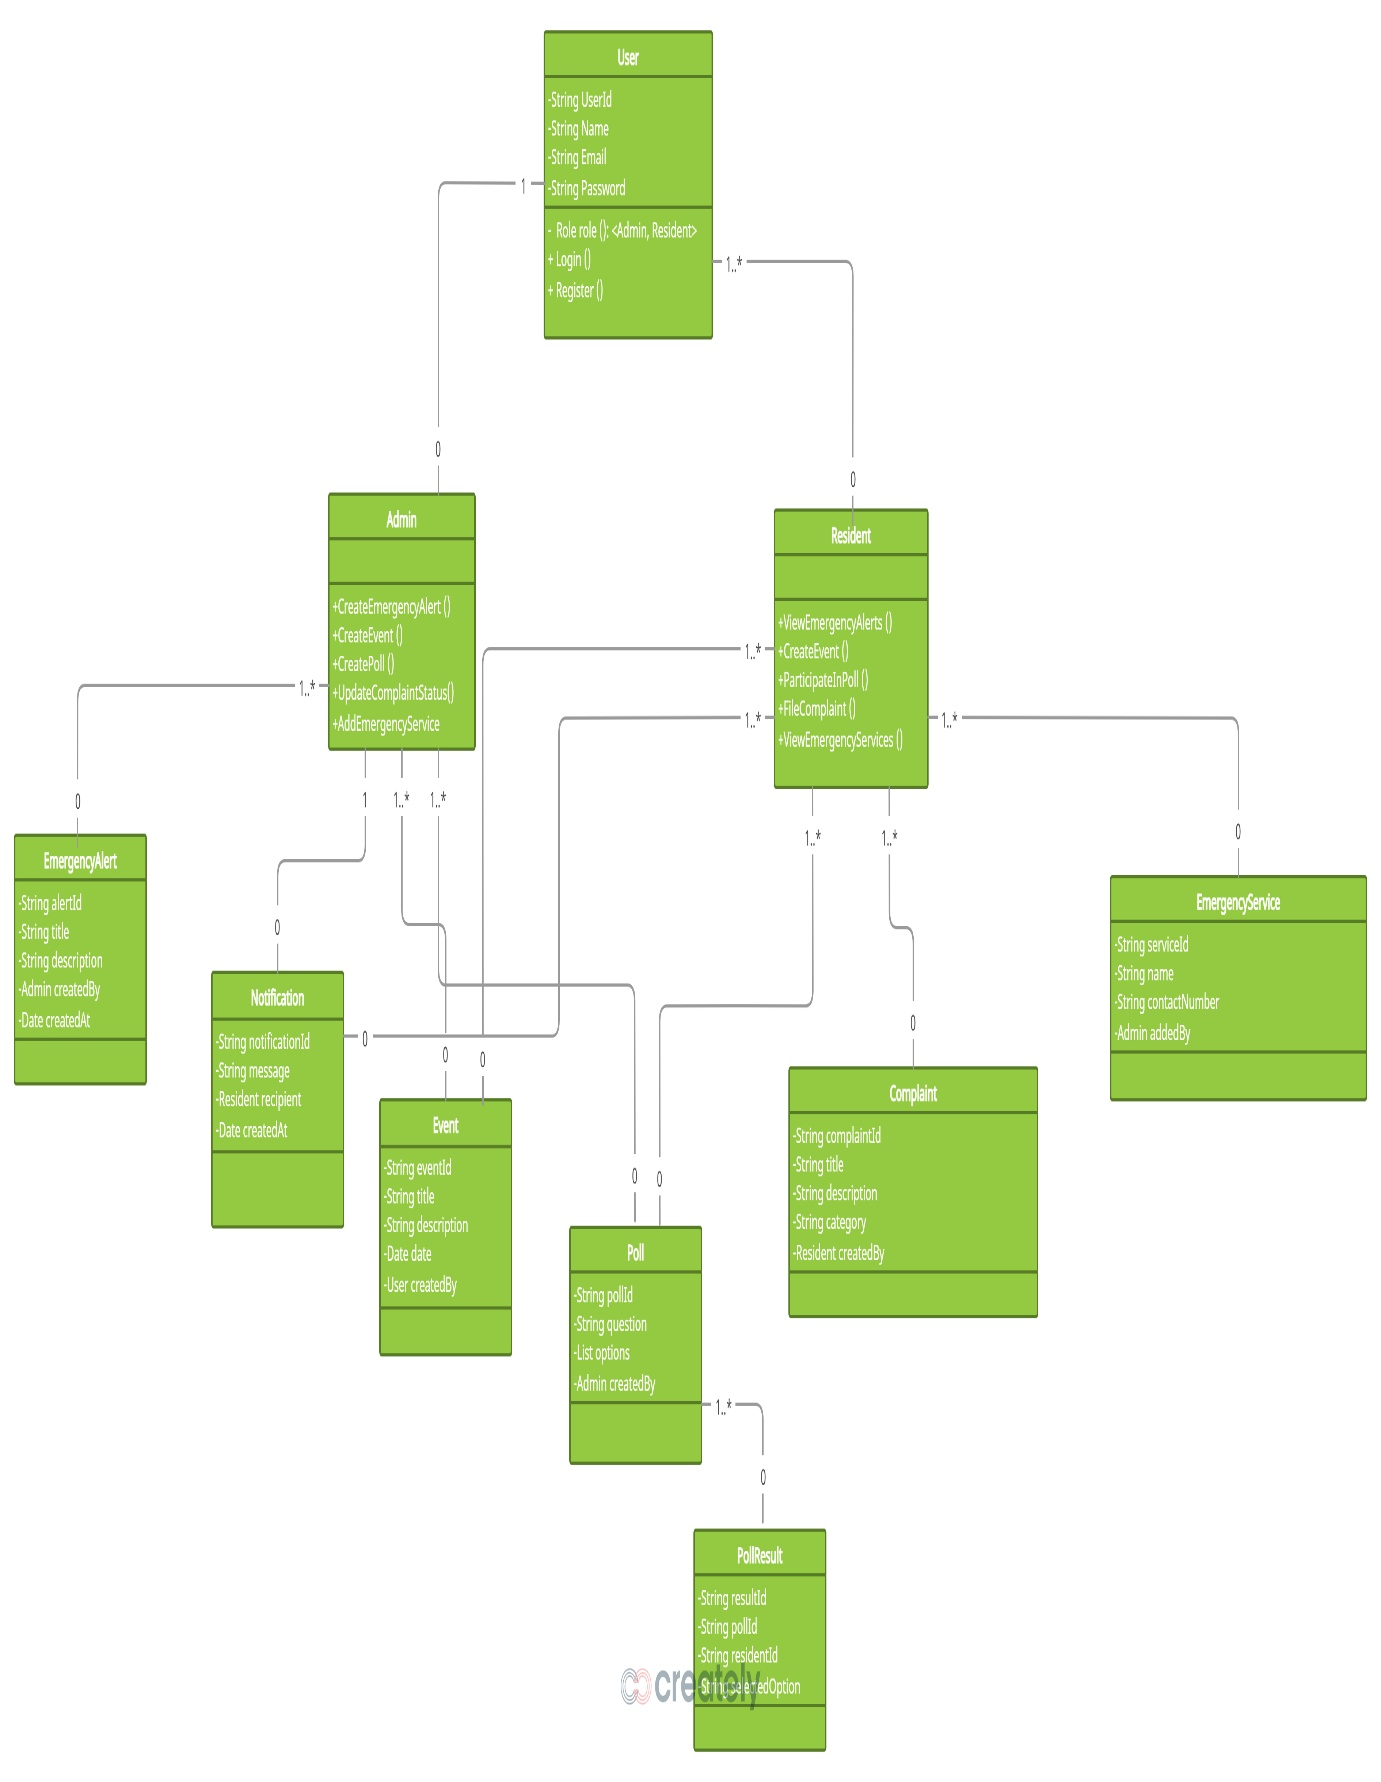 User
-String UserId
-String Name
-String Email
-String Password
- Role role (): <Admin, Resident>
+ Login ()
+ Register ()
1
1..*
0
0
Admin
+CreateEmergencyAlert ()
+CreateEvent ()
+CreatePoll ()
+UpdateComplaintStatus()
+AddEmergencyService
Resident
+ViewEmergencyAlerts ()
+CreateEvent ()
+ParticipateInPoll ()
+FileComplaint ()
+ViewEmergencyServices ()
1..*
1..*
1..*
1..*
0
1
1..*
1..*
1..*
1..*
0
EmergencyAlert
-String alertId
-String title
-String description
-Admin createdBy
-Date createdAt
0
Notification
-String notificationId
-String message
-Resident recipient
-Date createdAt
0
0
0
Event
-String eventId
-String title
-String description
-Date date
-User createdBy
0
0
Poll
-String pollId
-String question
-List options
-Admin createdBy
0
Complaint
-String complaintId
-String title
-String description
-String category
-Resident createdBy
EmergencyService
-String serviceId
-String name
-String contactNumber
-Admin addedBy
1..*
0
PollResult
-String resultId
-String pollId
-String residentId
-String selectedOption
creately